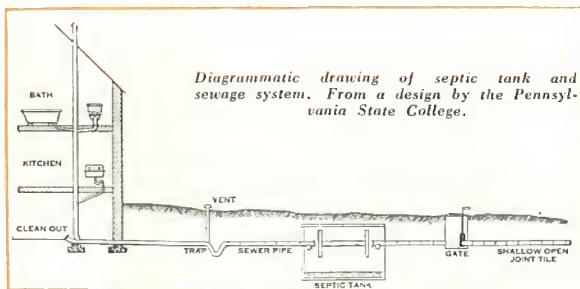 Diagrammatic drawing of septic tank and
sewage system. From a design by the Pennsyl-
vania State College.
BATH
KITCHEN
VENT
CLEAN OUT
TRAP
SEWER PIPE
GATE
SHALLOW OPEN
JOINT TILE
SEPTIC TANK